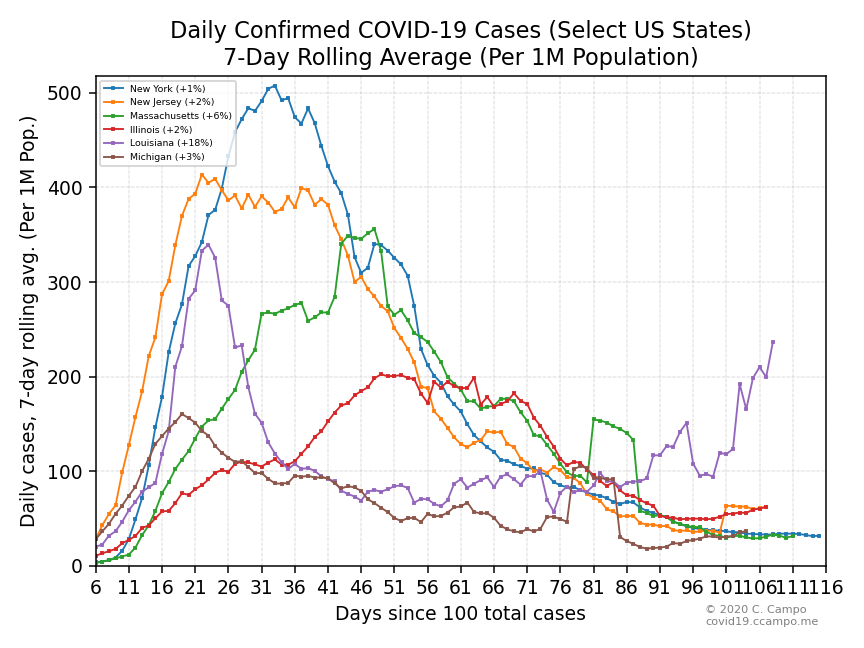 Daily Confirmed COVID-19 Cases (Select US States)
7-Day Rolling Average (Per 1M Population)
Daily cases, 7-day rolling avg. (Per 1M Pop.)
500
400
300
200
100
0
New York (+1%)
New Jersey (+2%)
Massachusetts (+6%)
Illinois (+2%)
Louisiana (+18%)
Michigan (+3%)
6 11 16 21 26 31 36 41 46 51 56 61 66 71 76 81 86 91 96 101 106 111 116
Days since 100 total cases
© 2020 C. Campo
covid19.ccampo.me